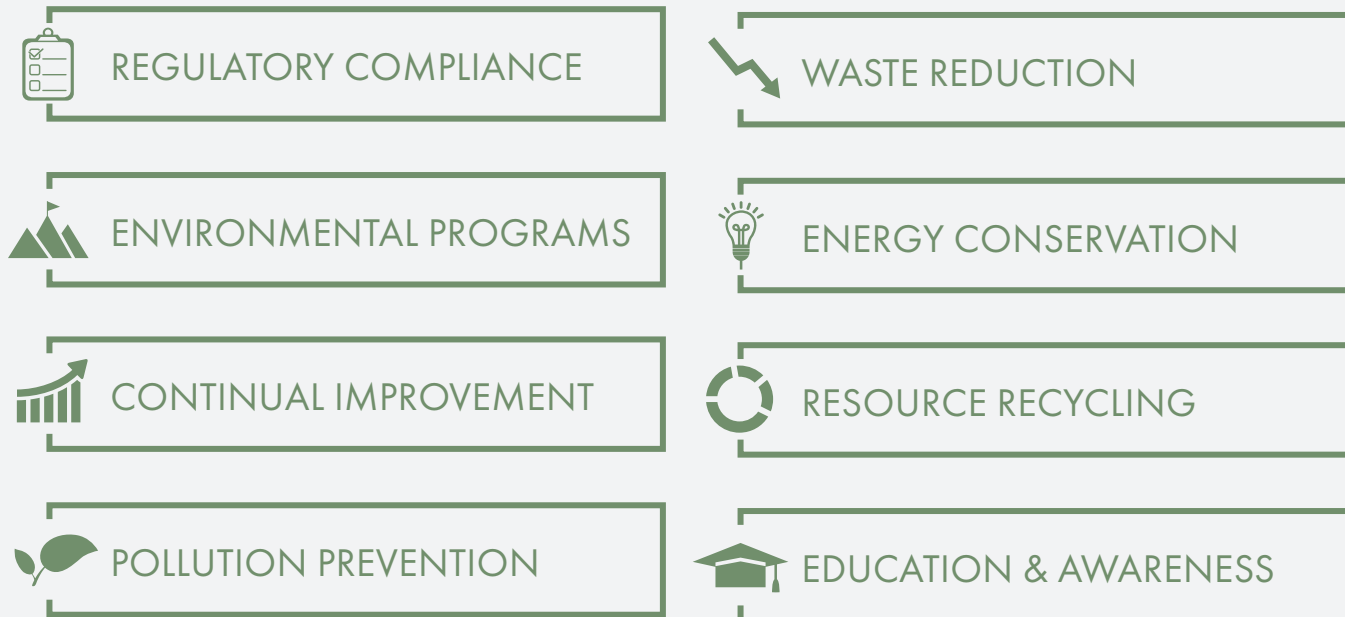 REGULATORY COMPLIANCE
ENVIRONMENTAL PROGRAMS
CONTINUAL IMPROVEMENT
POLLUTION PREVENTION
WASTE REDUCTION
ENERGY CONSERVATION
RESOURCE RECYCLING
EDUCATION & AWARENESS